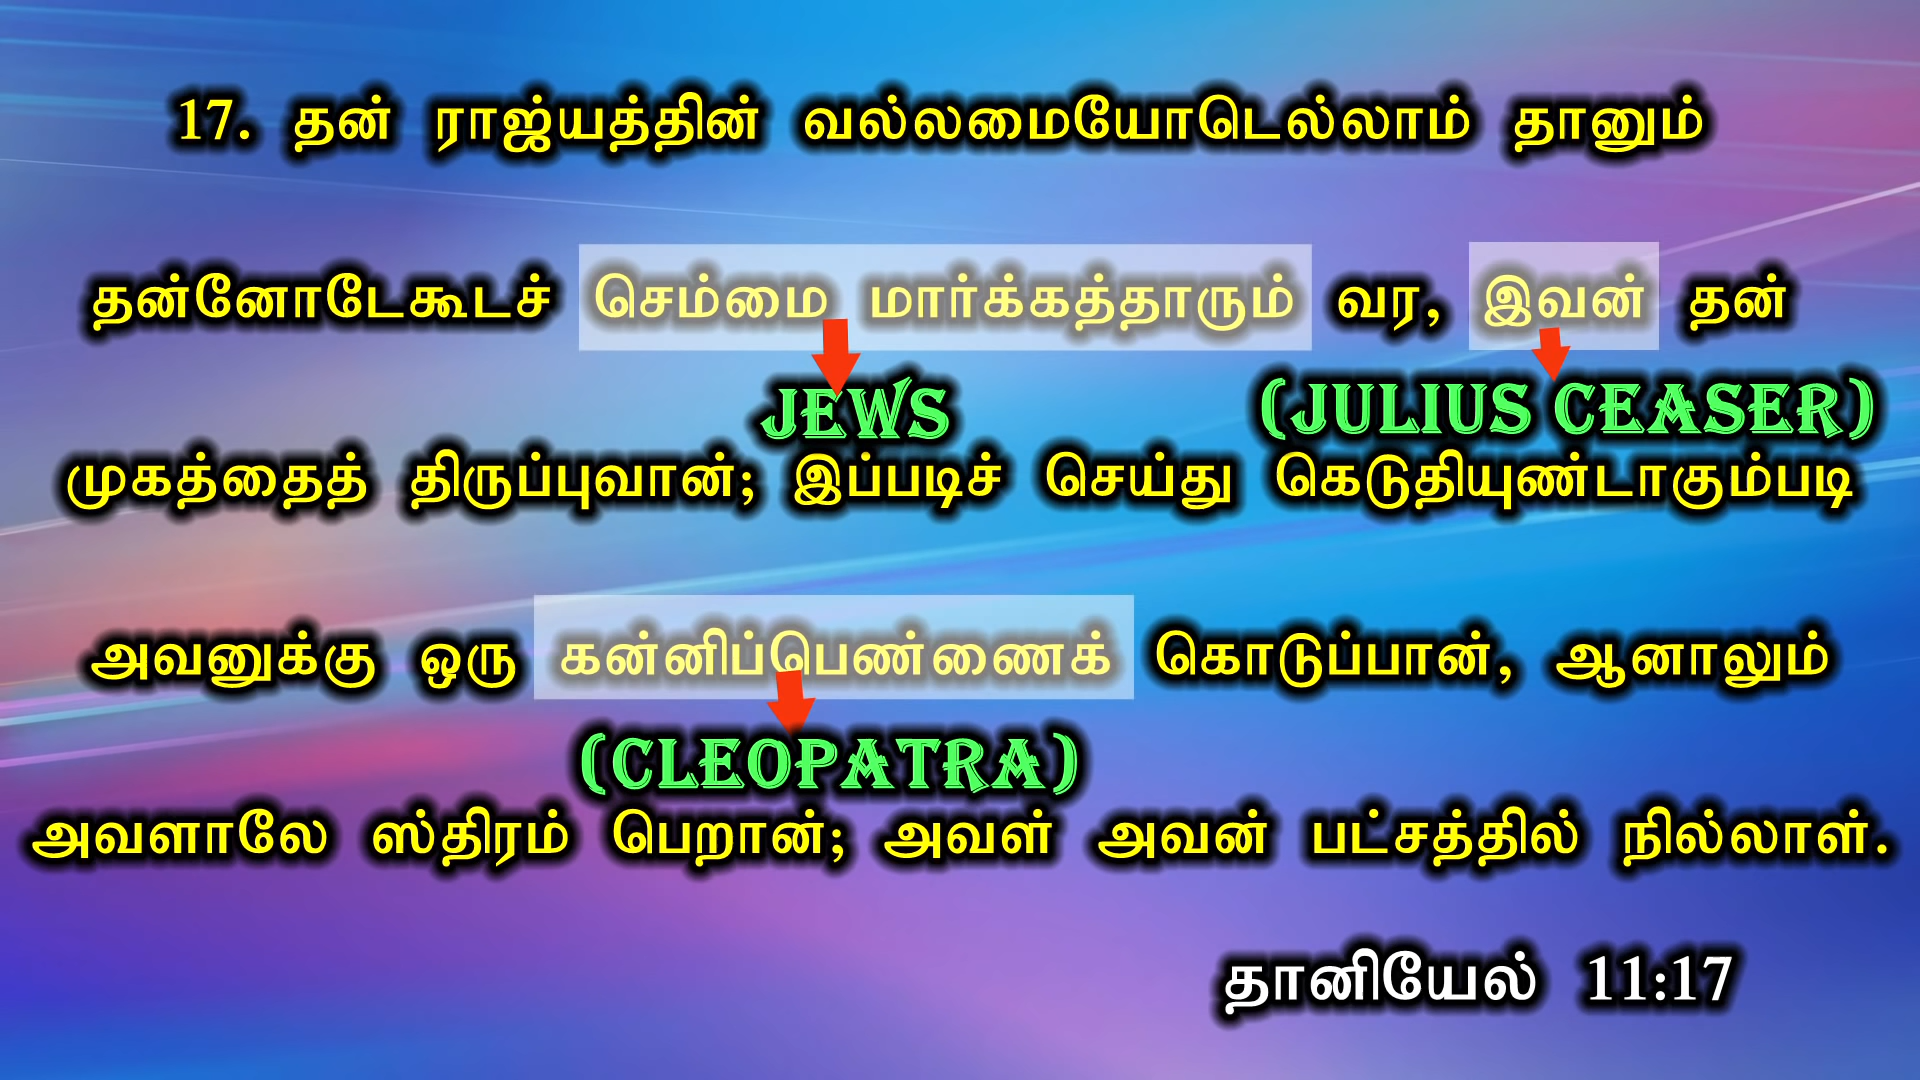 17. தன் ராஜ்யத்தின் வல்லமையோடெல்லாம் தானும்
தன்னோடேகூடச் செம்மை மார்க்கத்தாரும் வர, இவன் தன்
JEWS (JULIUS CEASER)
முகத்தைத் திருப்புவான்; இப்படிச் செய்து கெடுதியுண்டாகும்படி
அவனுக்கு ஒரு கன்னிப்பெண்ணைக் கொடுப்பான், ஆனாலும்
(CLEOPATRA)
அவளாலே ஸ்திரம் பெறான்; அவள் அவன் பட்சத்தில் நில்லாள்.
தானியேல் 11:17